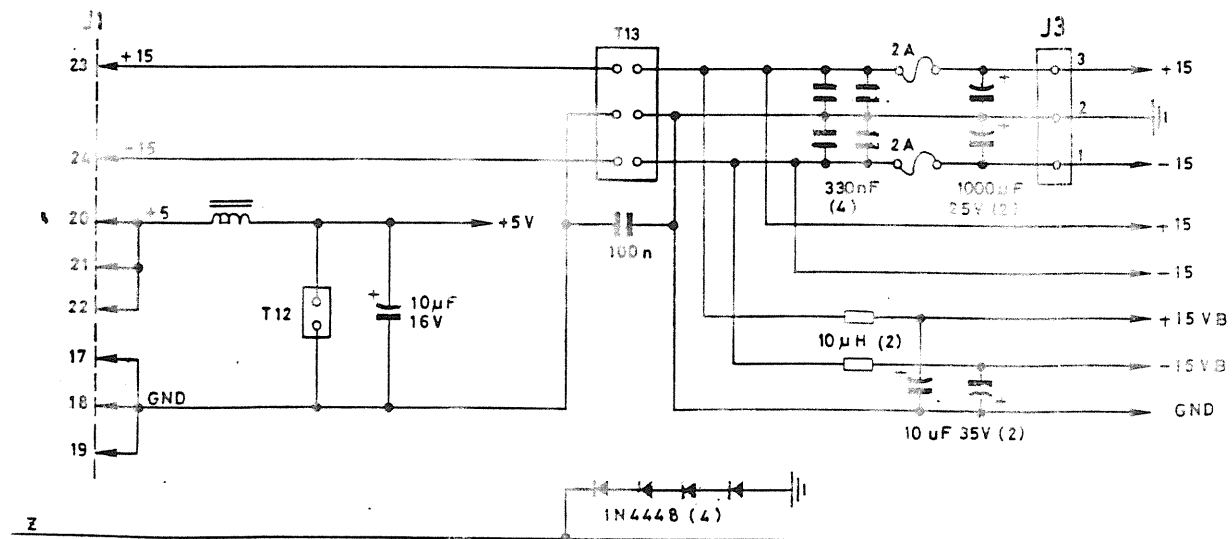 J1
T13
J3
23
+15
2A
3
+15
2
24
-15
2A
1
-15
330nF
(4)
1000µF
25V (2)
20
+5
+5V
100n
+15
21
-15
22
T12
+
10µF
16V
+15 VB
10µH (2)
17
-15 VB
18
GND
GND
10 uF 35V (2)
19
1N4448 (4)
Z